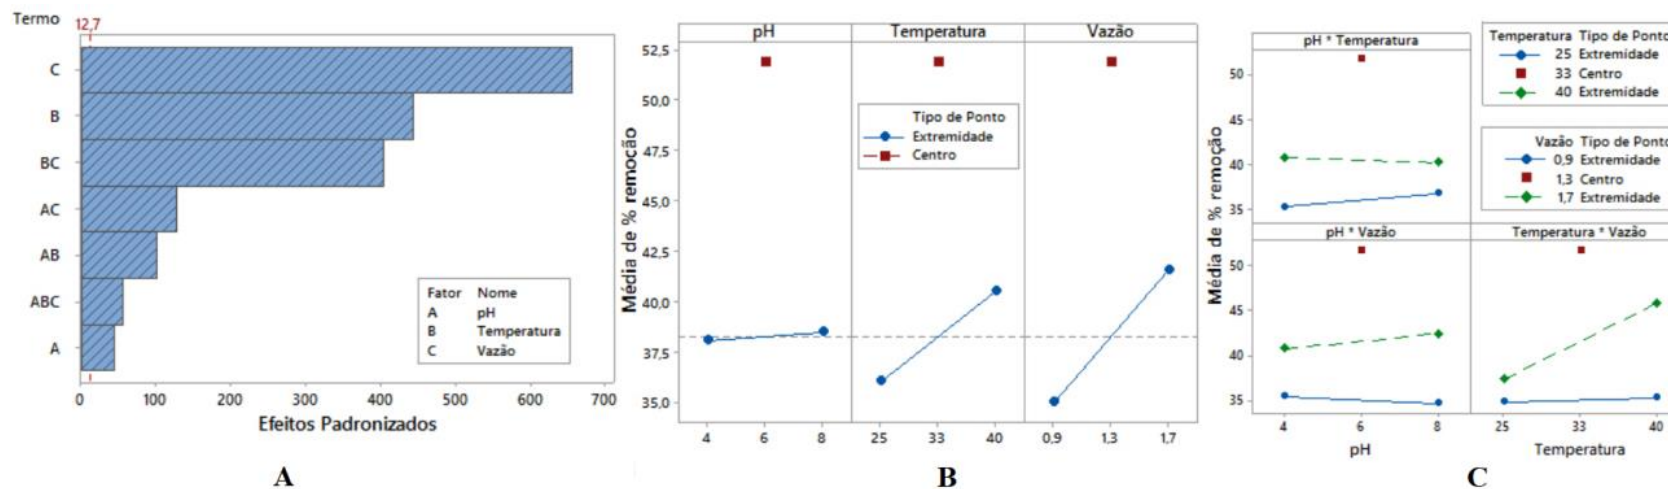 Termo
12,7
C
B
BC
AC
AB
ABC
A
Fator Nome
A pH
B Temperatura
C Vazão
0 100 200 300 400 500 600 700
Efeitos Padronizados
A
pH Temperatura Vazão
Média de % remoção
52,5
50,0
47,5
45,0
42,5
40,0
37,5
35,0
Tipo de Ponto
Extremidade
Centro
4 6 8 25 33 40 0,9 1,3 1,7
B
pH * Temperatura
Temperatura Tipo de Ponto
25 Extremidade
33 Centro
40 Extremidade
Vazão Tipo de Ponto
0,9 Extremidade
1,3 Centro
1,7 Extremidade
Média de % remoção
50
45
40
35
pH * Vazão Temperatura * Vazão
50
45
40
35
4 6 8 25 33 40
pH Temperatura
C